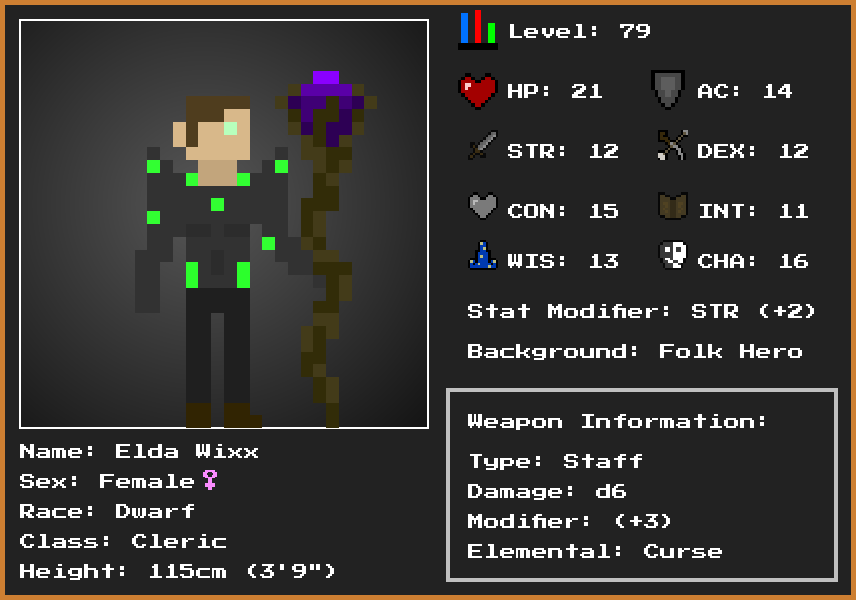 Level: 79
HP: 21 AC: 14
STR: 12 DEX: 12
CON: 15 INT: 11
WIS: 13 CHA: 16
Stat Modifier: STR (+2)
Background: Folk Hero
Weapon Information:
Type: Staff
Damage: d6
Modifier: (+3)
Elemental: Curse
Name: Elda Wixx
Sex: Female♀
Race: Dwarf
Class: Cleric
Height: 115cm (3'9")